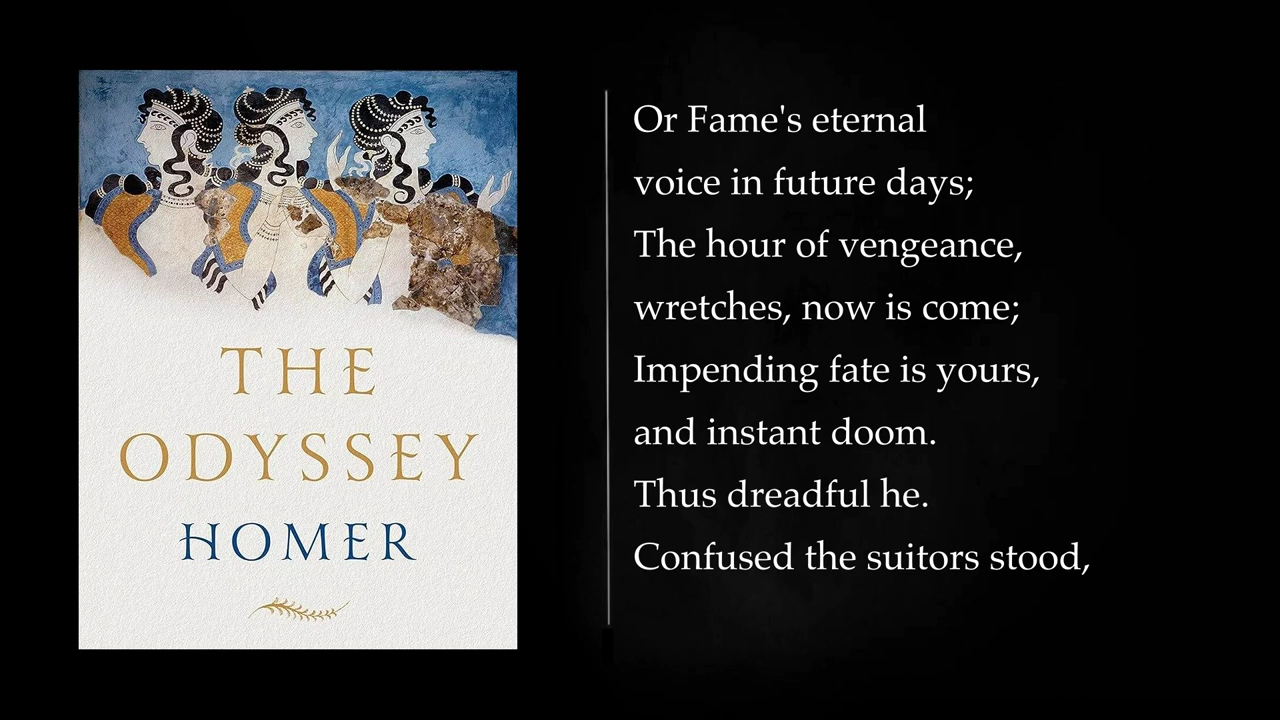 THE
ODYSSEY
HOMER
Or Fame's eternal
voice in future days;
The hour of vengeance,
wretches, now is come;
Impending fate is yours,
and instant doom.
Thus dreadful he.
Confused the suitors stood,